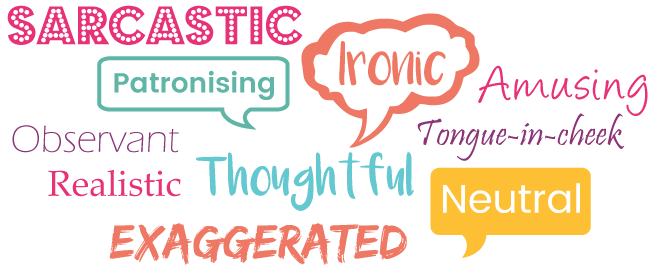 SARCASTIC
Patronising
Ironic
Amusing
Observant
Tongue-in-cheek
Realistic
Thoughtful
Neutral
EXAGGERATED